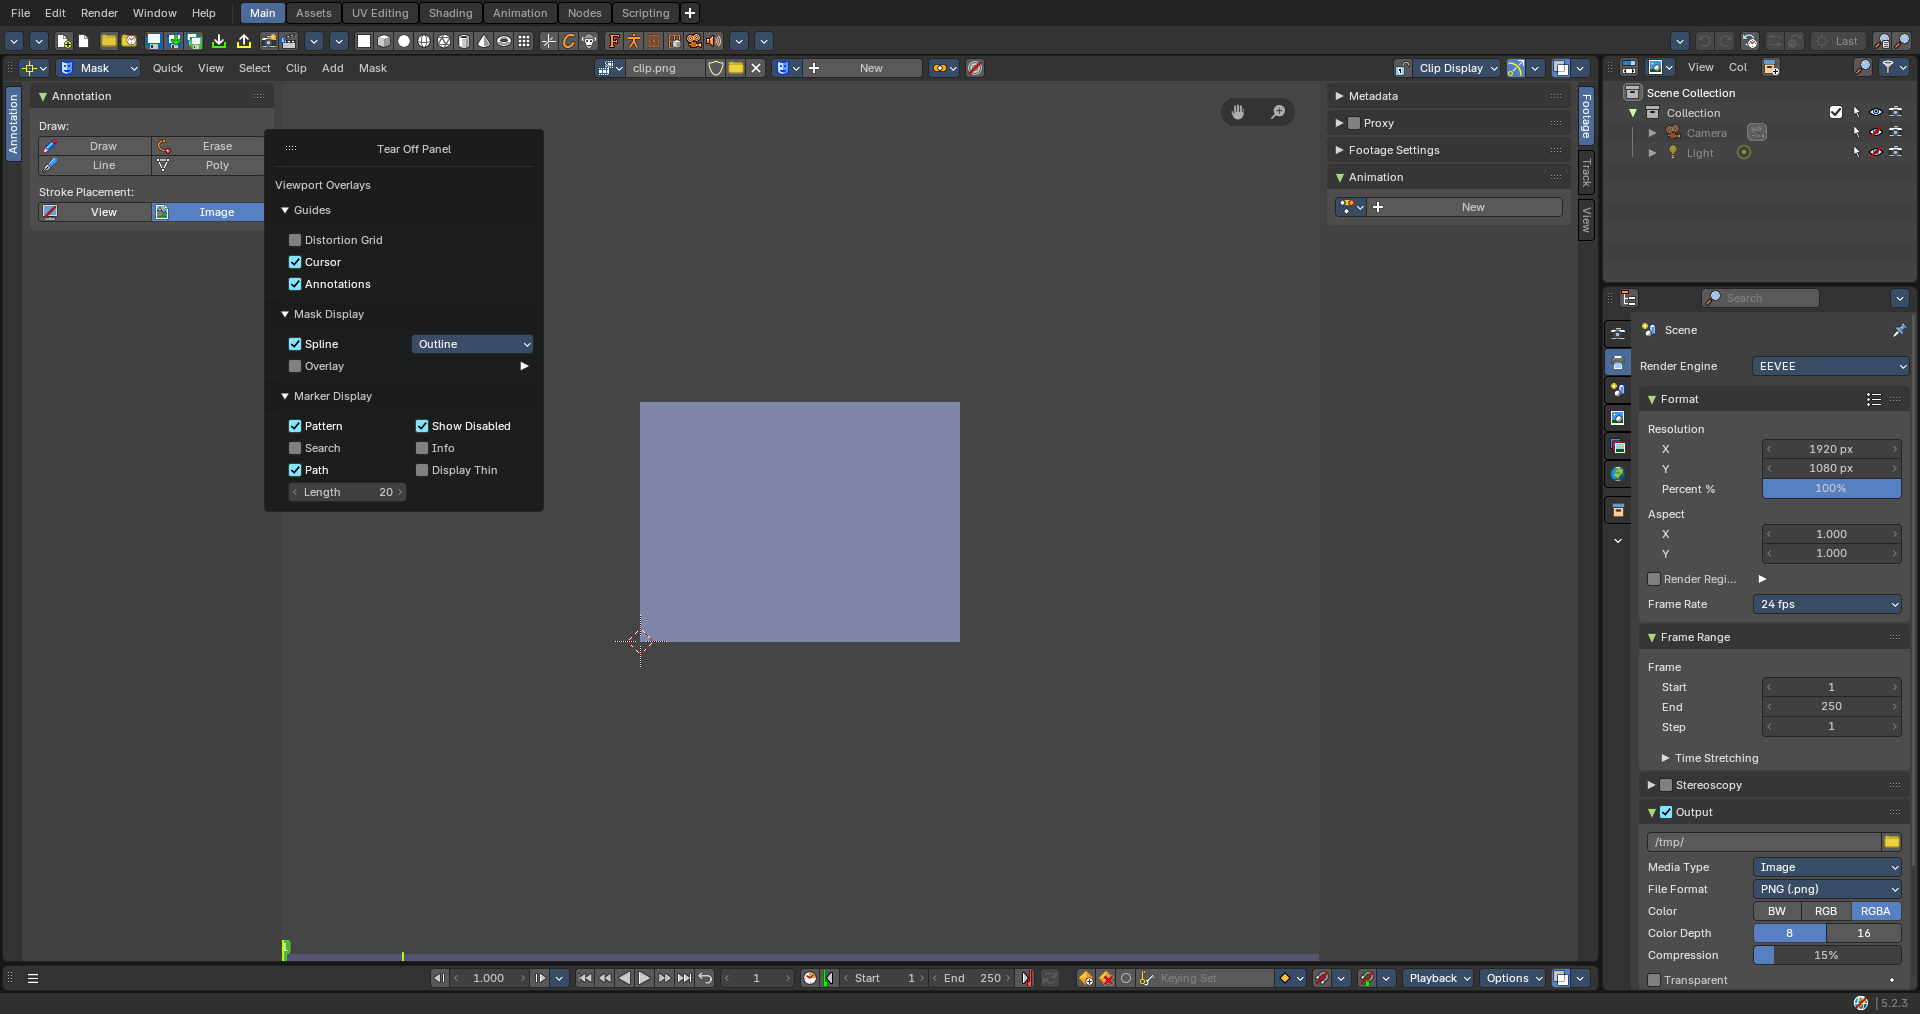 File Edit Render Window Help Main Assets UV Editing Shading Animation Nodes Scripting
Last
Mask Quick View Select Clip Add Mask clip.png New Clip Display View Col
Annotation
Annotation
Draw:
Draw Erase
Line Poly
Stroke Placement:
View Image
Tear Off Panel
Viewport Overlays
Guides
Distortion Grid
Cursor
Annotations
Mask Display
Spline Outline
Overlay
Marker Display
Pattern Show Disabled
Search Info
Path Display Thin
Length 20
Metadata
Proxy
Footage Settings
Animation
New
Footage
Track
View
Scene Collection
Collection
Camera
Light
Search
Scene
Render Engine EEVEE
Format
Resolution
X 1920 px
Y 1080 px
Percent % 100%
Aspect
X 1.000
Y 1.000
Render Regi...
Frame Rate 24 fps
Frame Range
Frame
Start 1
End 250
Step 1
Time Stretching
Stereoscopy
Output
/tmp/
Media Type Image
File Format PNG (.png)
Color BW RGB RGBA
Color Depth 8 16
Compression 15%
Transparent
1
1.000 1 Start 1 End 250 Keying Set Playback Options
5.2.3